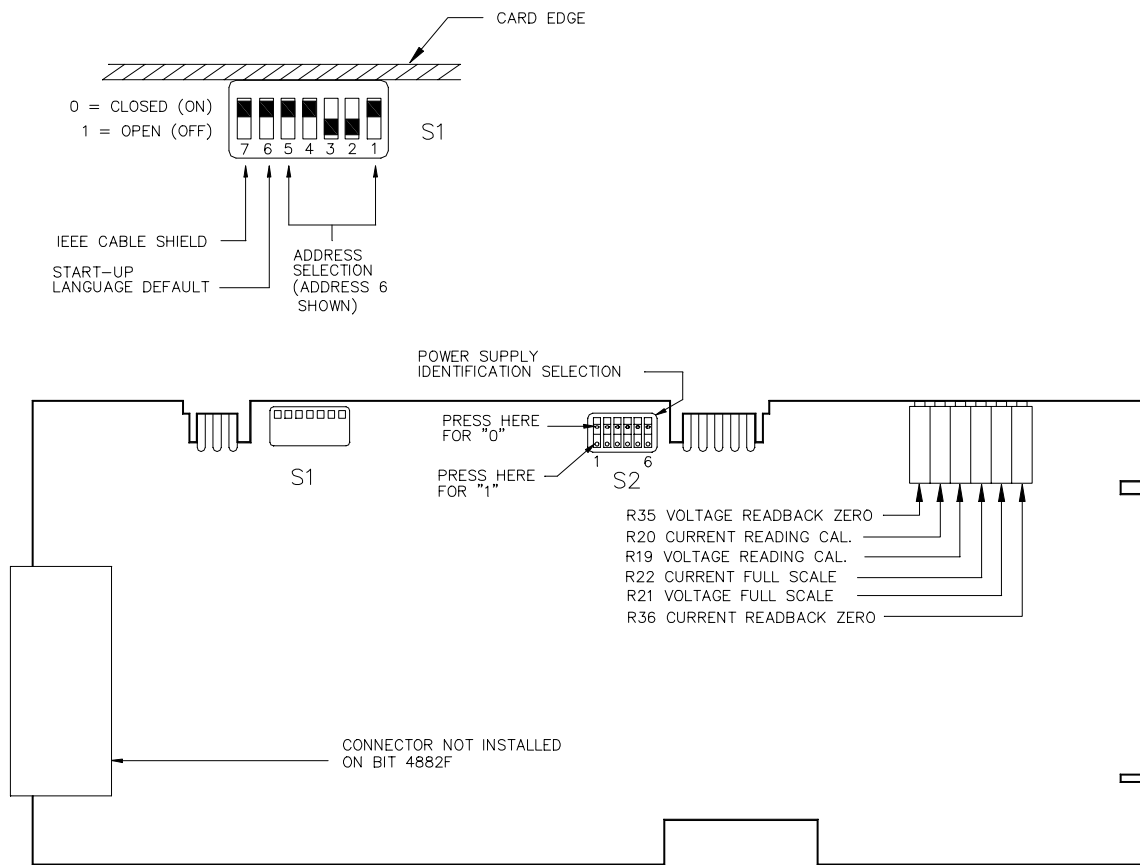 CARD EDGE
0 = CLOSED (ON)
1 = OPEN (OFF)
S1
7 6 5 4 3 2 1
IEEE CABLE SHIELD
START-UP
LANGUAGE DEFAULT
ADDRESS
SELECTION
(ADDRESS 6
SHOWN)
POWER SUPPLY
IDENTIFICATION SELECTION
PRESS HERE
FOR "0"
PRESS HERE
FOR "1"
1 6
S1
S2
R35 VOLTAGE READBACK ZERO
R20 CURRENT READING CAL.
R19 VOLTAGE READING CAL.
R22 CURRENT FULL SCALE
R21 VOLTAGE FULL SCALE
R36 CURRENT READBACK ZERO
CONNECTOR NOT INSTALLED
ON BIT 4882F